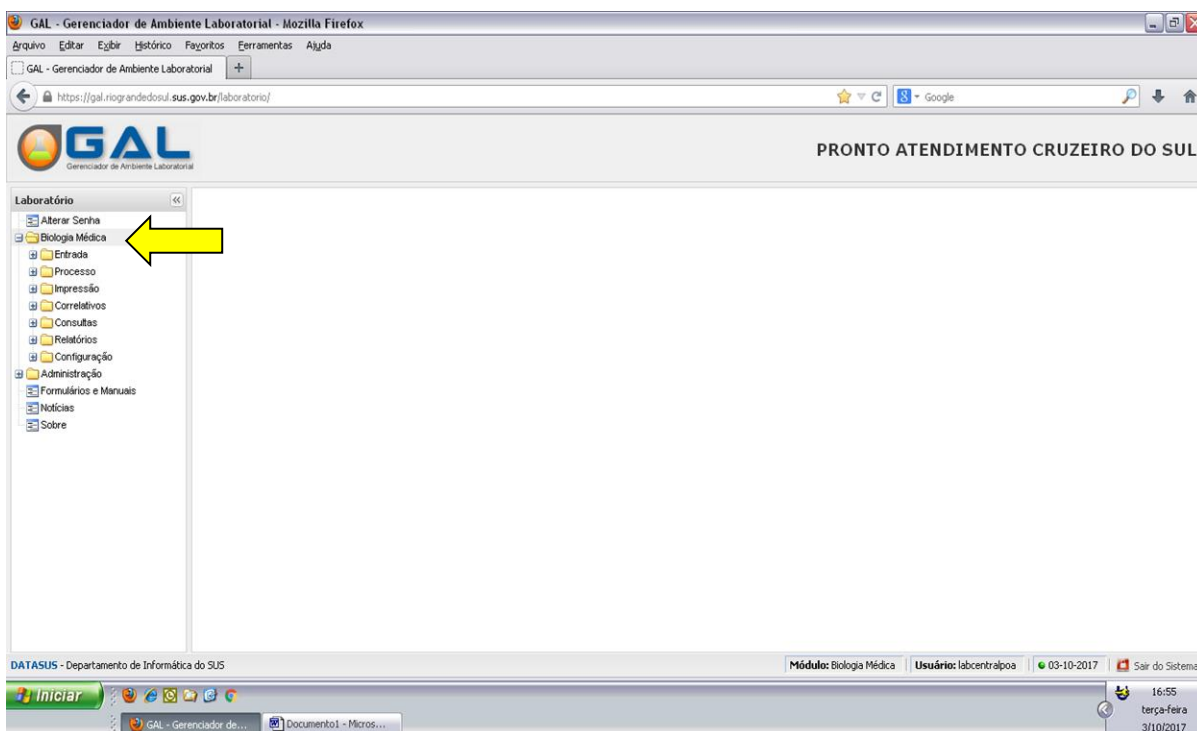 GAL - Gerenciador de Ambiente Laboratorial - Mozilla Firefox
Arquivo Editar Exibir Histórico Favoritos Ferramentas Ajuda
GAL - Gerenciador de Ambiente Laboratorial +
https://gal.riograndedosul.sus.gov.br/laboratorio/
Google
GAL
Gerenciador de Ambiente Laboratorial
PRONTO ATENDIMENTO CRUZEIRO DO SUL
Laboratório
Alterar Senha
Biologia Médica
Entrada
Processo
Impressão
Correlativos
Consultas
Relatórios
Configuração
Administração
Formulários e Manuais
Notícias
Sobre
DATASUS - Departamento de Informática do SUS
Módulo: Biologia Médica Usuário: labcentralpoa 03-10-2017 Sair do Sistema
Iniciar
GAL - Gerenciador de... Documento1 - Micros...
16:55
terça-feira
3/10/2017